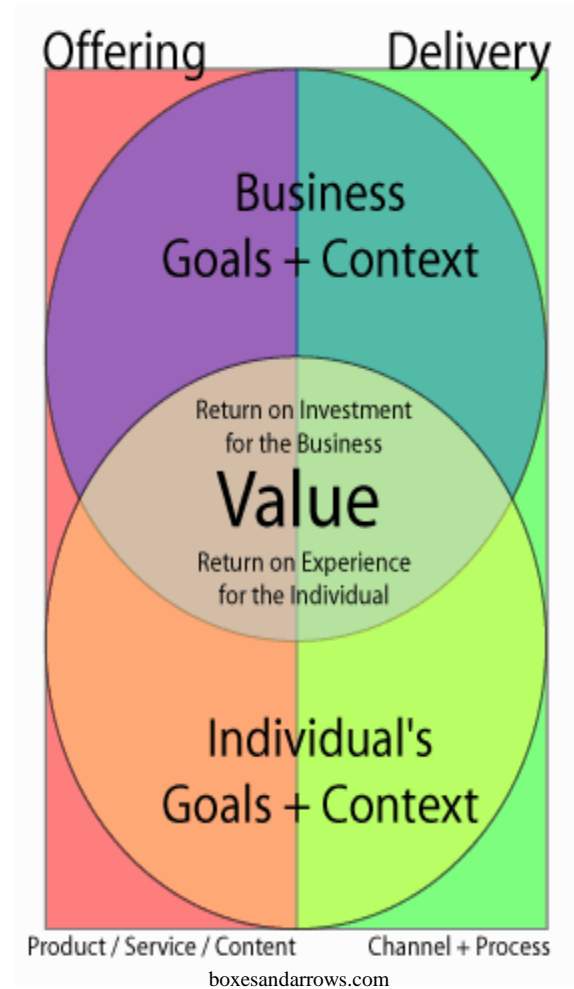 Offering Delivery
Business
Goals + Context
Return on Investment
for the Business
Value
Return on Experience
for the Individual
Individual's
Goals + Context
Product / Service / Content Channel + Process
boxesandarrows.com